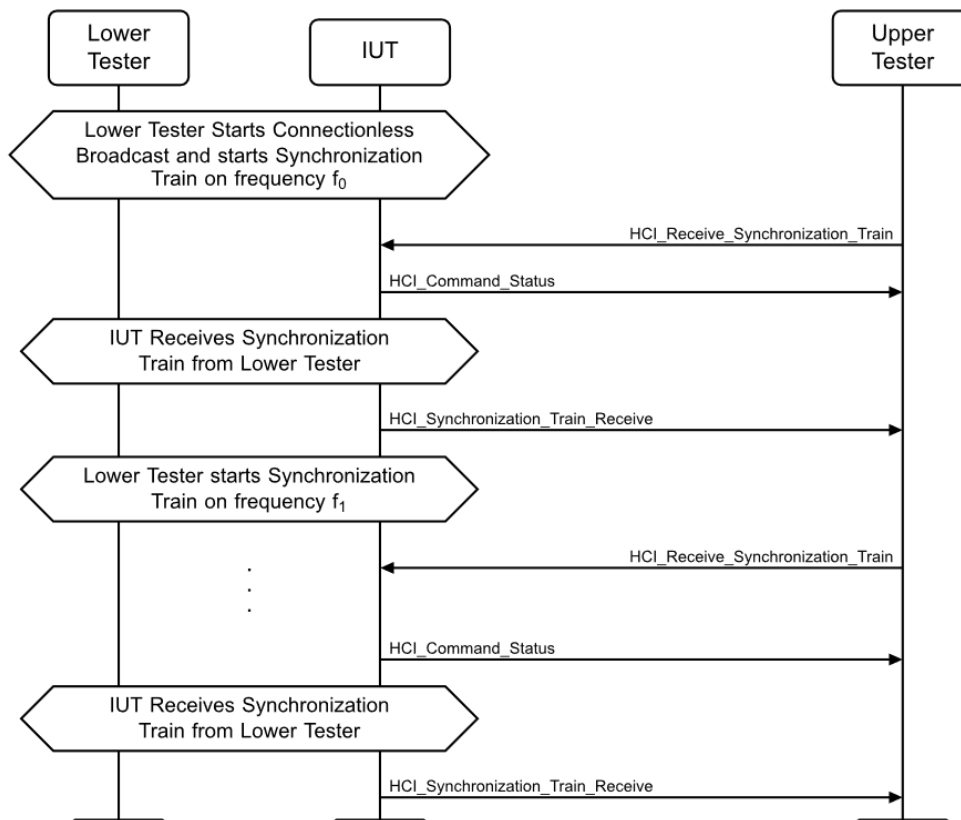 Lower
Tester
IUT
Upper
Tester
Lower Tester Starts Connectionless
Broadcast and starts Synchronization
Train on frequency f₀
HCI_Receive_Synchronization_Train
HCI_Command_Status
IUT Receives Synchronization
Train from Lower Tester
HCI_Synchronization_Train_Receive
Lower Tester starts Synchronization
Train on frequency f₁
HCI_Receive_Synchronization_Train
.
.
.
HCI_Command_Status
IUT Receives Synchronization
Train from Lower Tester
HCI_Synchronization_Train_Receive